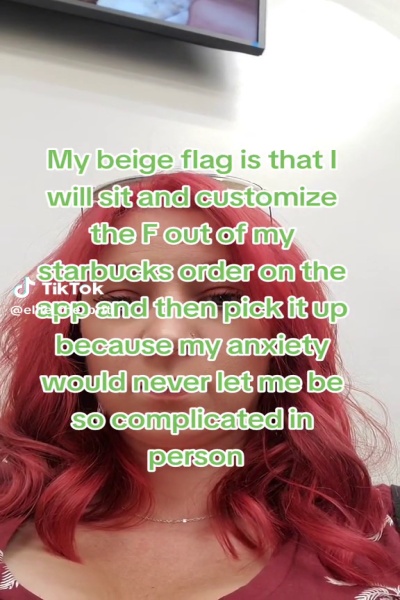 My beige flag is that I
will sit and customize
the F out of my
starbucks order on the
TikTok
app and then pick it up
because my anxiety
would never let me be
so complicated in
person